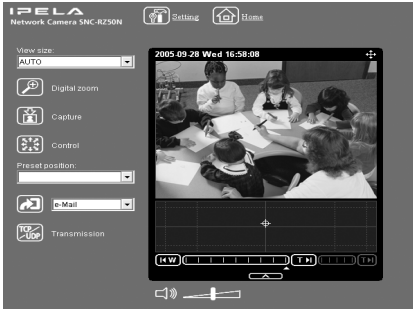 IPELA
Network Camera SNC-RZ50N
Setting
Home
View size:
AUTO
2005-09-28 Wed 16:58:08
Digital zoom
Capture
Control
Preset position:
e-Mail
TCP/UDP
Transmission
W
T
T